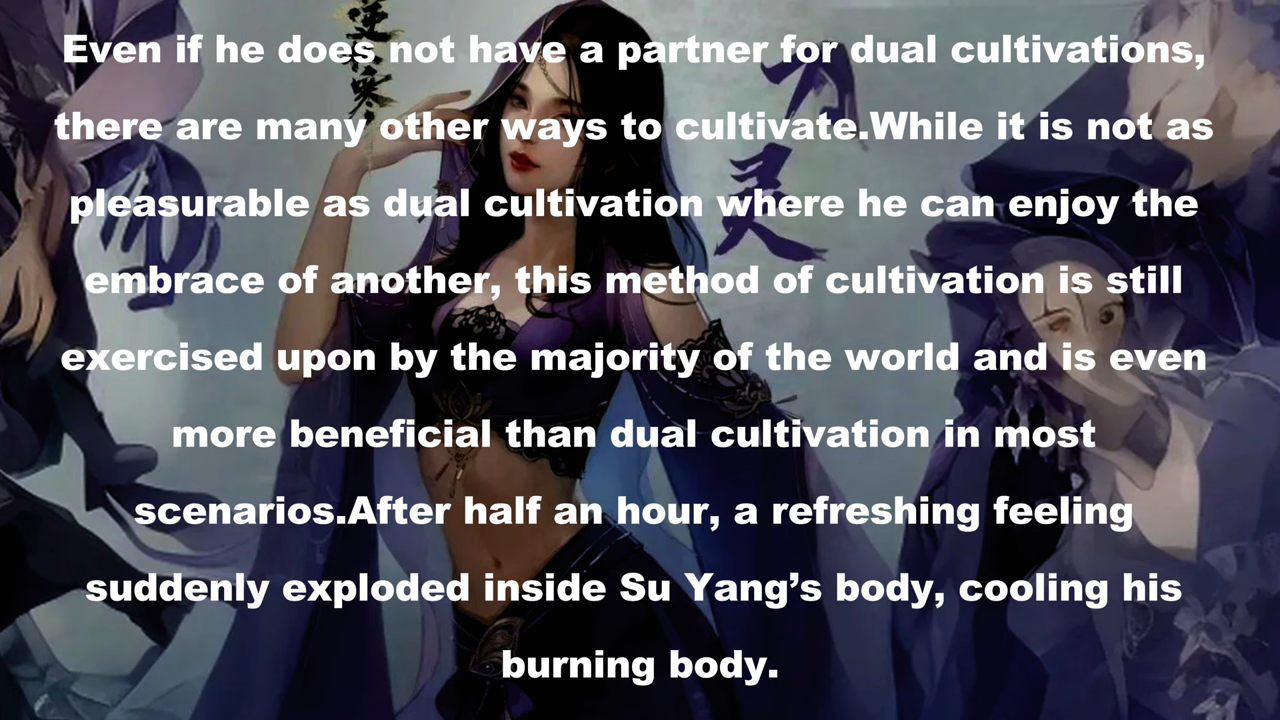 逆
寒
Even if he does not have a partner for dual cultivations,
there are many other ways to cultivate.While it is not as
pleasurable as dual cultivation where he can enjoy the
灵
embrace of another, this method of cultivation is still
exercised upon by the majority of the world and is even
more beneficial than dual cultivation in most
scenarios.After half an hour, a refreshing feeling
suddenly exploded inside Su Yang’s body, cooling his
burning body.